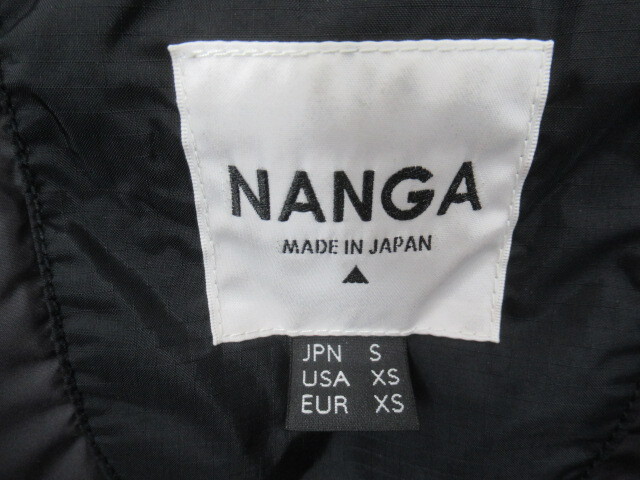 NANGA
MADE IN JAPAN
JPN S
USA XS
EUR XS